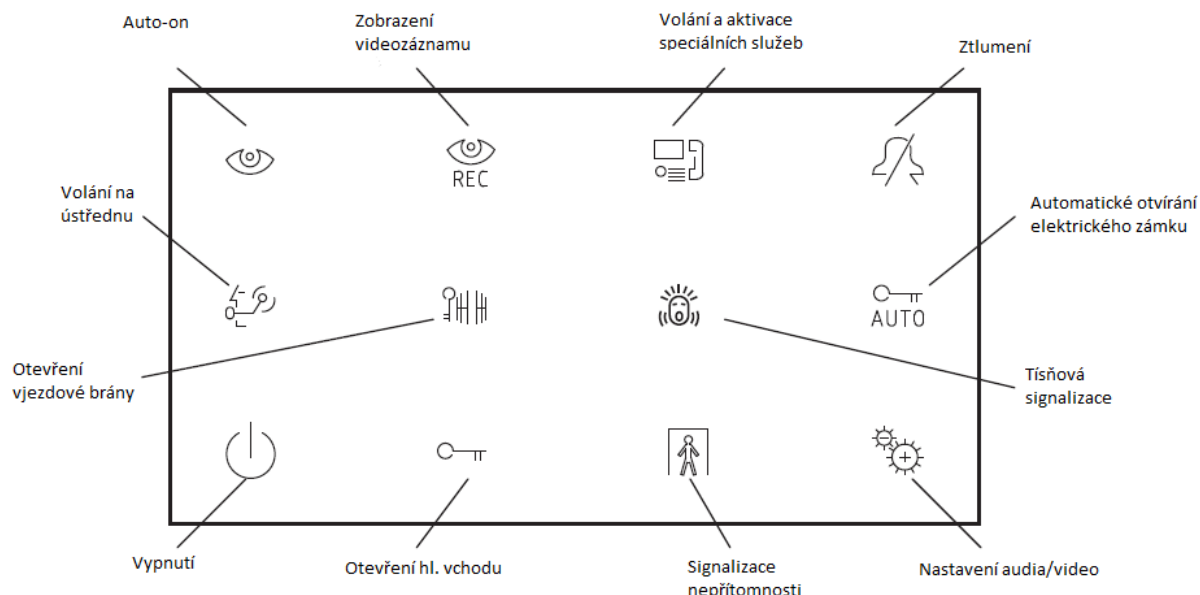 Auto-on
Zobrazení
videozáznamu
Volání a aktivace
speciálních služeb
Ztlumení
REC
Volání na
ústřednu
Automatické otvírání
elektrického zámku
AUTO
Otevření
vjezdové brány
Tísňová
signalizace
Vypnutí
Otevření hl. vchodu
Signalizace
nepřítomnosti
Nastavení audia/video